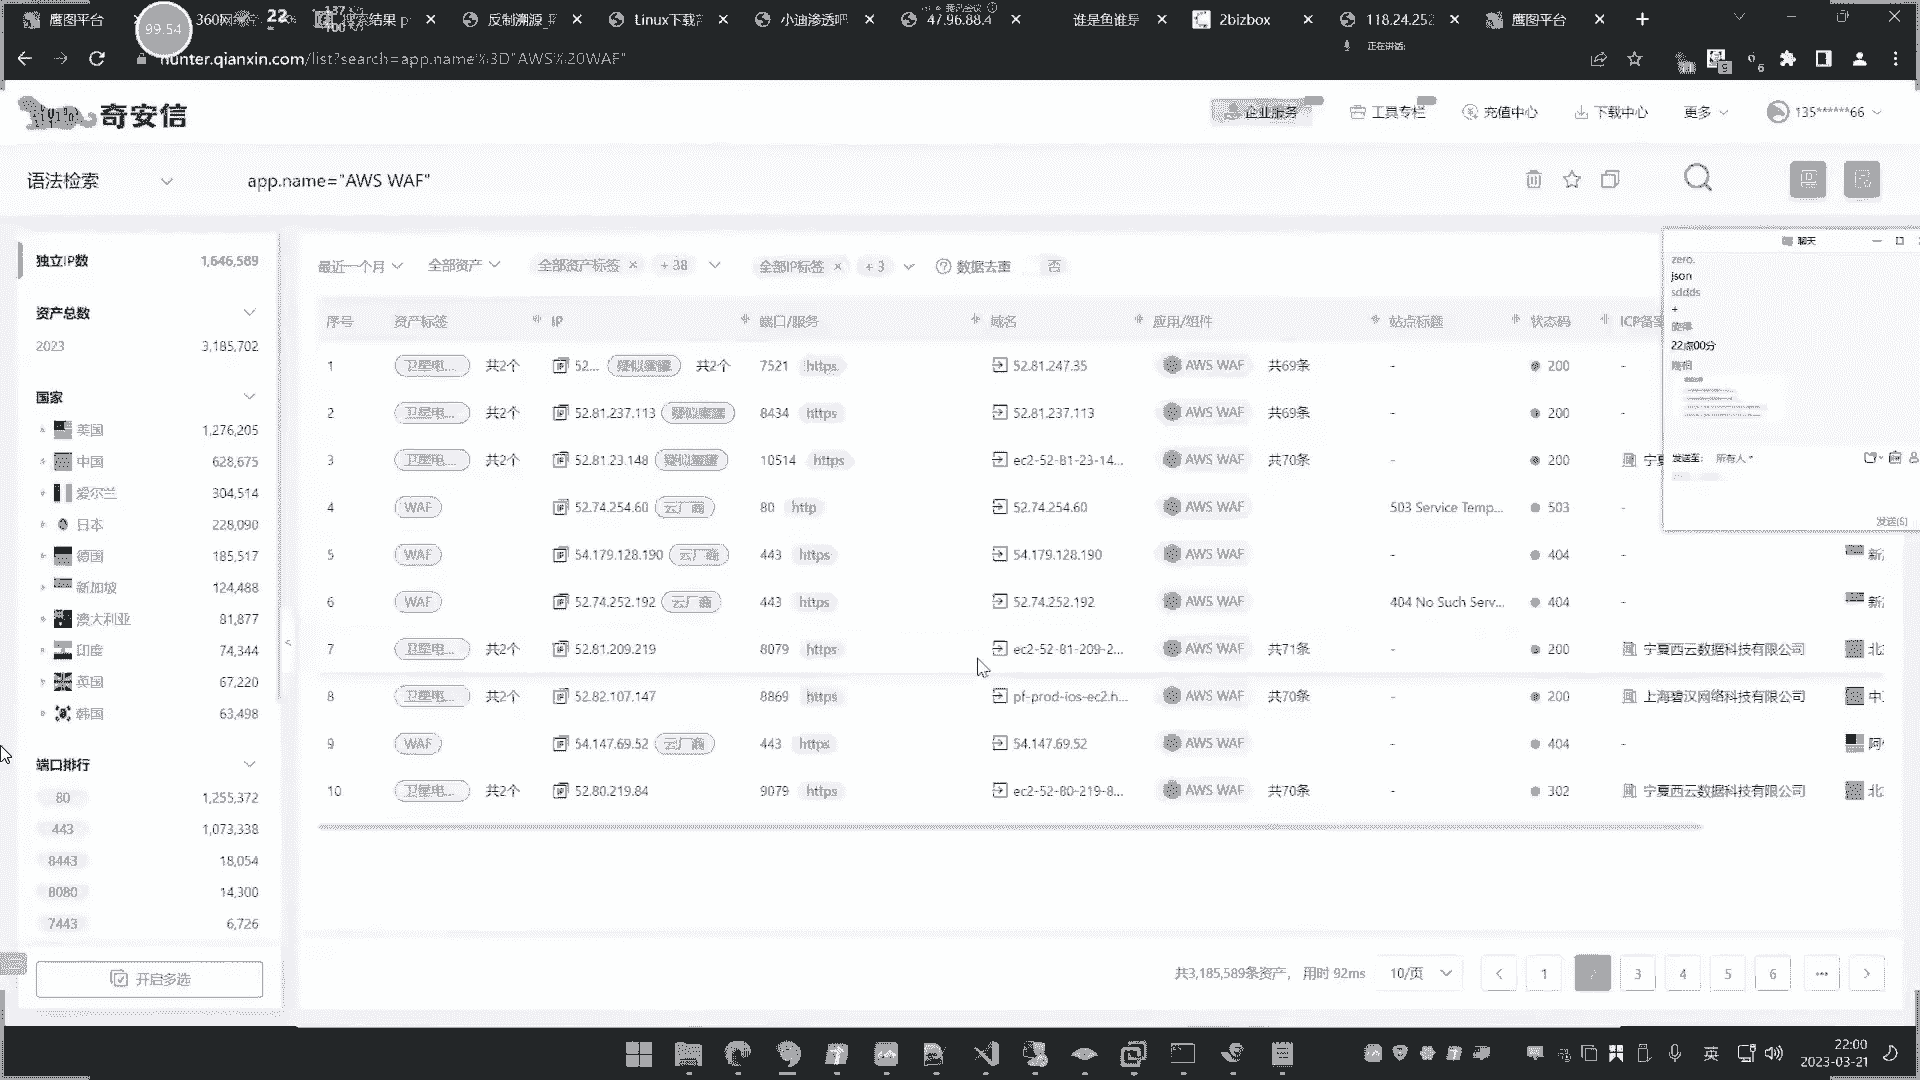 鹰图平台
搜索结果
反制溯源
Linux下载
小迪渗透吧
47.96.88.4
谁是鱼谁是
2bizbox
118.24.252
鹰图平台
99.54
22
正在讲话:
hunter.qianxin.com/list?search=app.name%3D"AWS%20WAF"
奇安信
企业服务
工具专栏
充值中心
下载中心
更多
135******66
语法检索
app.name="AWS WAF"
独立IP数 1,646,589
资产总数
2023 3,185,702
国家
美国 1,276,205
中国 628,675
爱尔兰 304,514
日本 228,090
德国 185,517
新加坡 124,488
澳大利亚 81,877
印度 74,344
英国 67,220
韩国 63,498
端口排行
80 1,255,372
443 1,073,338
8443 18,054
8080 14,300
7443 6,726
开启多选
最近一个月 全部资产 全部资产标签 × + 38 全部IP标签 × + 3 数据去重 否
序号 资产标签 IP 端口/服务 域名 应用/组件 站点标题 状态码 ICP备案
1 卫星电... 共2个 52... 疑似蜜罐 共2个 7521 https 52.81.247.35 AWS WAF 共69条 - 200 -
2 卫星电... 共2个 52.81.237.113 疑似蜜罐 8434 https 52.81.237.113 AWS WAF 共69条 - 200 -
3 卫星电... 共2个 52.81.23.148 疑似蜜罐 10514 https ec2-52-81-23-14... AWS WAF 共70条 - 200 宁夏
4 WAF 52.74.254.60 云厂商 80 http 52.74.254.60 AWS WAF 503 Service Temp... 503 -
5 WAF 54.179.128.190 云厂商 443 https 54.179.128.190 AWS WAF - 404 - 新
6 WAF 52.74.252.192 云厂商 443 https 52.74.252.192 AWS WAF 404 No Such Serv... 404 - 新
7 卫星电... 共2个 52.81.209.219 8079 https ec2-52-81-209-2... AWS WAF 共71条 - 200 宁夏西云数据科技有限公司 北
8 卫星电... 共2个 52.82.107.147 8869 https pf-prod-ios-ec2.h... AWS WAF 共70条 - 200 上海碧汉网络科技有限公司 中
9 WAF 54.147.69.52 云厂商 443 https 54.147.69.52 AWS WAF - 404 - 阿
10 卫星电... 共2个 52.80.219.84 9079 https ec2-52-80-219-8... AWS WAF 共70条 - 302 宁夏西云数据科技有限公司 北
共3,185,589条资产， 用时 92ms 10/页 1 2 3 4 5 6 •••
聊天
zero.
json
sddds
+
22点00分
发送至: 所有人
发送(S)
英
22:00
2023-03-21